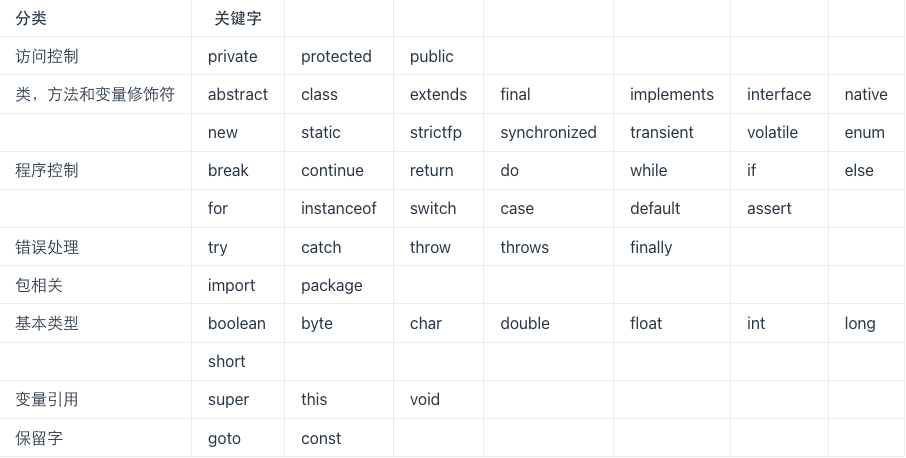 分类 关键字
访问控制 private protected public
类，方法和变量修饰符 abstract class extends final implements interface native
new static strictfp synchronized transient volatile enum
程序控制 break continue return do while if else
for instanceof switch case default assert
错误处理 try catch throw throws finally
包相关 import package
基本类型 boolean byte char double float int long
short
变量引用 super this void
保留字 goto const